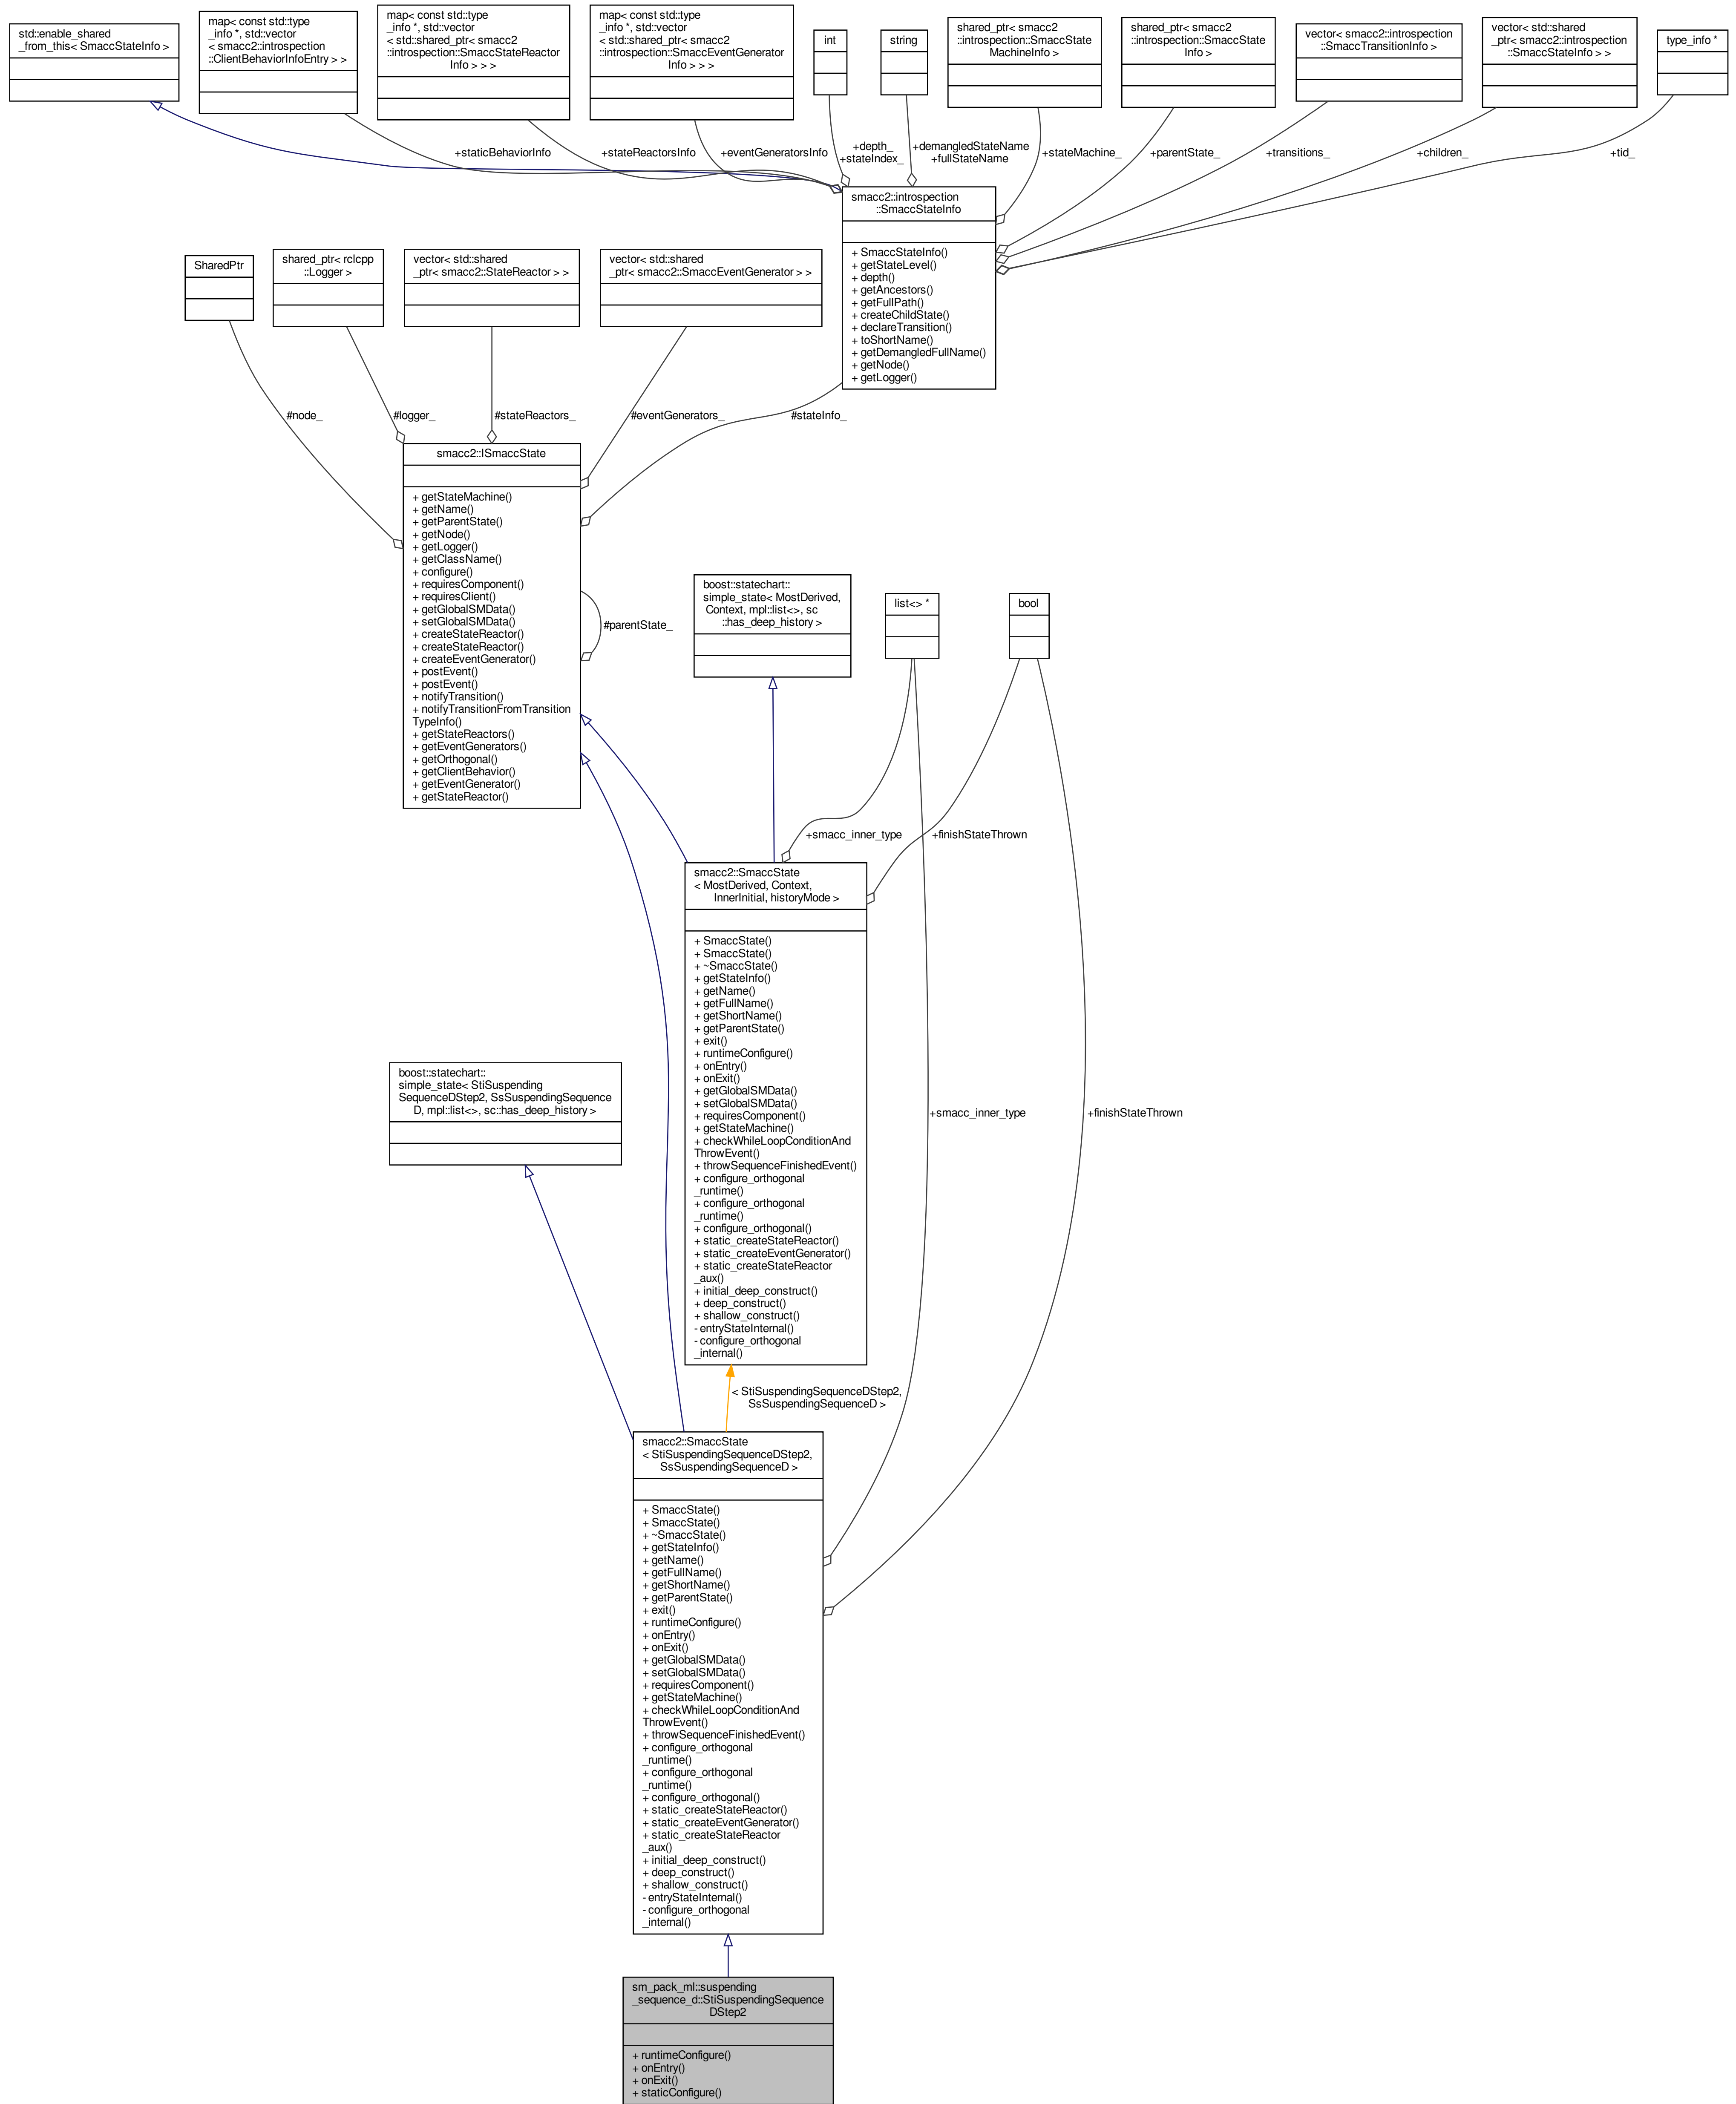 std::enable_shared
_from_this< SmaccStateInfo >
map< const std::type
_info *, std::vector
< smacc2::introspection
::ClientBehaviorInfoEntry > >
map< const std::type
_info *, std::vector
< std::shared_ptr< smacc2
::introspection::SmaccStateReactor
Info > > >
map< const std::type
_info *, std::vector
< std::shared_ptr< smacc2
::introspection::SmaccEventGenerator
Info > > >
int
string
shared_ptr< smacc2
::introspection::SmaccState
MachineInfo >
shared_ptr< smacc2
::introspection::SmaccState
Info >
vector< smacc2::introspection
::SmaccTransitionInfo >
vector< std::shared
_ptr< smacc2::introspection
::SmaccStateInfo > >
type_info *
+staticBehaviorInfo
+stateReactorsInfo
+eventGeneratorsInfo
+depth_
+stateIndex_
+demangledStateName
+fullStateName
+stateMachine_
+parentState_
+transitions_
+children_
+tid_
smacc2::introspection
::SmaccStateInfo
+ SmaccStateInfo()
+ getStateLevel()
+ depth()
+ getAncestors()
+ getFullPath()
+ createChildState()
+ declareTransition()
+ toShortName()
+ getDemangledFullName()
+ getNode()
+ getLogger()
SharedPtr
shared_ptr< rclcpp
::Logger >
vector< std::shared
_ptr< smacc2::StateReactor > >
vector< std::shared
_ptr< smacc2::SmaccEventGenerator > >
#node_
#logger_
#stateReactors_
#eventGenerators_
#stateInfo_
smacc2::ISmaccState
+ getStateMachine()
+ getName()
+ getParentState()
+ getNode()
+ getLogger()
+ getClassName()
+ configure()
+ requiresComponent()
+ requiresClient()
+ getGlobalSMData()
+ setGlobalSMData()
+ createStateReactor()
+ createStateReactor()
+ createEventGenerator()
+ postEvent()
+ postEvent()
+ notifyTransition()
+ notifyTransitionFromTransition
TypeInfo()
+ getStateReactors()
+ getEventGenerators()
+ getOrthogonal()
+ getClientBehavior()
+ getEventGenerator()
+ getStateReactor()
#parentState_
boost::statechart::
simple_state< MostDerived,
Context, mpl::list<>, sc
::has_deep_history >
list<> *
bool
+smacc_inner_type
+finishStateThrown
smacc2::SmaccState
< MostDerived, Context,
InnerInitial, historyMode >
+ SmaccState()
+ SmaccState()
+ ~SmaccState()
+ getStateInfo()
+ getName()
+ getFullName()
+ getShortName()
+ getParentState()
+ exit()
+ runtimeConfigure()
+ onEntry()
+ onExit()
+ getGlobalSMData()
+ setGlobalSMData()
+ requiresComponent()
+ getStateMachine()
+ checkWhileLoopConditionAnd
ThrowEvent()
+ throwSequenceFinishedEvent()
+ configure_orthogonal
_runtime()
+ configure_orthogonal
_runtime()
+ configure_orthogonal()
+ static_createStateReactor()
+ static_createEventGenerator()
+ static_createStateReactor
_aux()
+ initial_deep_construct()
+ deep_construct()
+ shallow_construct()
- entryStateInternal()
- configure_orthogonal
_internal()
boost::statechart::
simple_state< StiSuspending
SequenceDStep2, SsSuspendingSequence
D, mpl::list<>, sc::has_deep_history >
+smacc_inner_type
+finishStateThrown
< StiSuspendingSequenceDStep2,
SsSuspendingSequenceD >
smacc2::SmaccState
< StiSuspendingSequenceDStep2,
SsSuspendingSequenceD >
+ SmaccState()
+ SmaccState()
+ ~SmaccState()
+ getStateInfo()
+ getName()
+ getFullName()
+ getShortName()
+ getParentState()
+ exit()
+ runtimeConfigure()
+ onEntry()
+ onExit()
+ getGlobalSMData()
+ setGlobalSMData()
+ requiresComponent()
+ getStateMachine()
+ checkWhileLoopConditionAnd
ThrowEvent()
+ throwSequenceFinishedEvent()
+ configure_orthogonal
_runtime()
+ configure_orthogonal
_runtime()
+ configure_orthogonal()
+ static_createStateReactor()
+ static_createEventGenerator()
+ static_createStateReactor
_aux()
+ initial_deep_construct()
+ deep_construct()
+ shallow_construct()
- entryStateInternal()
- configure_orthogonal
_internal()
sm_pack_ml::suspending
_sequence_d::StiSuspendingSequence
DStep2
+ runtimeConfigure()
+ onEntry()
+ onExit()
+ staticConfigure()